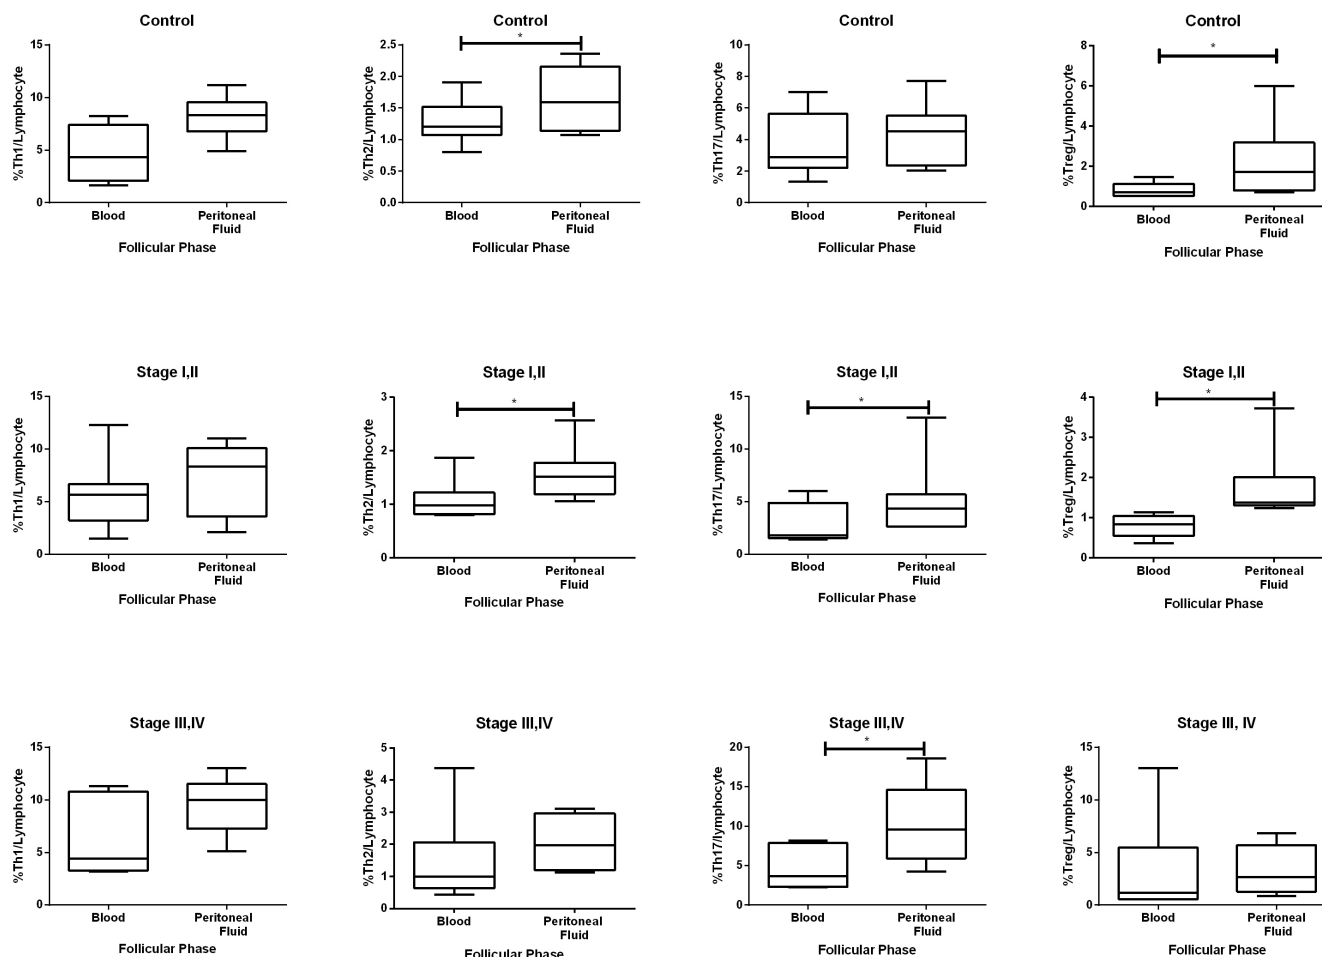 Control
%Th1/Lymphocyte
15
10
5
0
Blood
Peritoneal
Fluid
Follicular Phase
Control
*
%Th2/Lymphocyte
2.5
2.0
1.5
1.0
0.5
0.0
Blood
Peritoneal
Fluid
Follicular Phase
Control
%Th17/Lymphocyte
10
8
6
4
2
0
Blood
Peritoneal
Fluid
Follicular Phase
Control
*
%Treg/Lymphocyte
8
6
4
2
0
Blood
Peritoneal
Fluid
Follicular Phase
Stage I,II
%Th1/Lymphocyte
15
10
5
0
Blood
Peritoneal
Fluid
Follicular Phase
Stage I,II
*
%Th2/Lymphocyte
3
2
1
0
Blood
Peritoneal
Fluid
Follicular Phase
Stage I,II
*
%Th17/Lymphocyte
15
10
5
0
Blood
Peritoneal
Fluid
Follicular Phase
Stage I,II
*
%Treg/Lymphocyte
4
3
2
1
0
Blood
Peritoneal
Fluid
Follicular Phase
Stage III,IV
%Th1/Lymphocyte
15
10
5
0
Blood
Peritoneal
Fluid
Follicular Phase
Stage III,IV
%Th2/Lymphocyte
5
4
3
2
1
0
Blood
Peritoneal
Fluid
Follicular Phase
Stage III,IV
*
%Th17/lymphocyte
20
15
10
5
0
Blood
Peritoneal
Fluid
Follicular Phase
Stage III, IV
%Treg/Lymphocyte
15
10
5
0
Blood
Peritoneal
Fluid
Follicular Phase